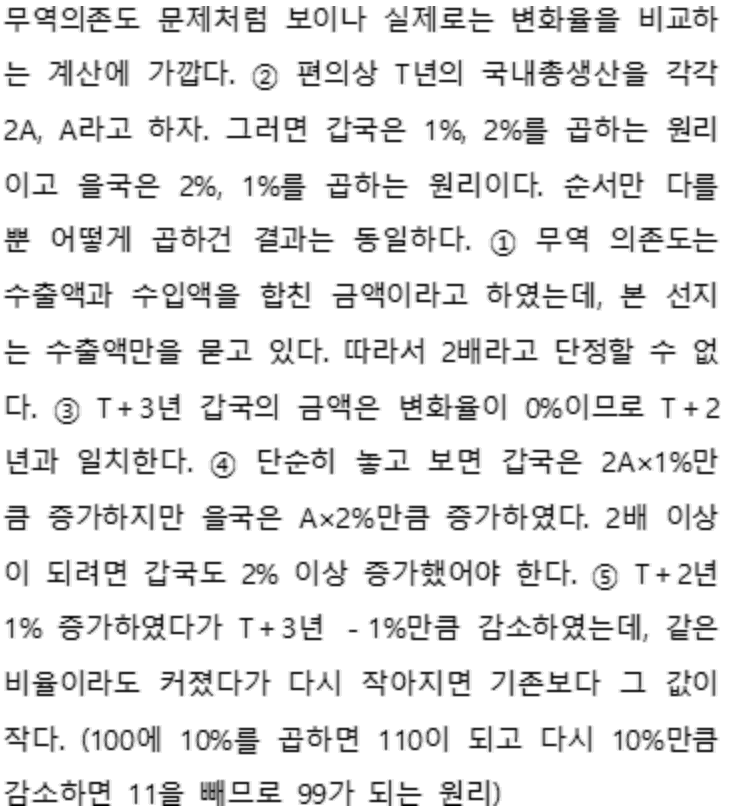 무역의존도 문제처럼 보이나 실제로는 변화율을 비교하
는 계산에 가깝다. ② 편의상 T년의 국내총생산을 각각
2A, A라고 하자. 그러면 갑국은 1%, 2%를 곱하는 원리
이고 을국은 2%, 1%를 곱하는 원리이다. 순서만 다를
뿐 어떻게 곱하건 결과는 동일하다. ① 무역 의존도는
수출액과 수입액을 합친 금액이라고 하였는데, 본 선지
는 수출액만을 묻고 있다. 따라서 2배라고 단정할 수 없
다. ③ T+3년 갑국의 금액은 변화율이 0%이므로 T+2
년과 일치한다. ④ 단순히 놓고 보면 갑국은 2A×1%만
큼 증가하지만 을국은 A×2%만큼 증가하였다. 2배 이상
이 되려면 갑국도 2% 이상 증가했어야 한다. ⑤ T+2년
1% 증가하였다가 T+3년 -1%만큼 감소하였는데, 같은
비율이라도 커졌다가 다시 작아지면 기존보다 그 값이
작다. (100에 10%를 곱하면 110이 되고 다시 10%만큼
감소하면 11을 빼므로 99가 되는 원리)